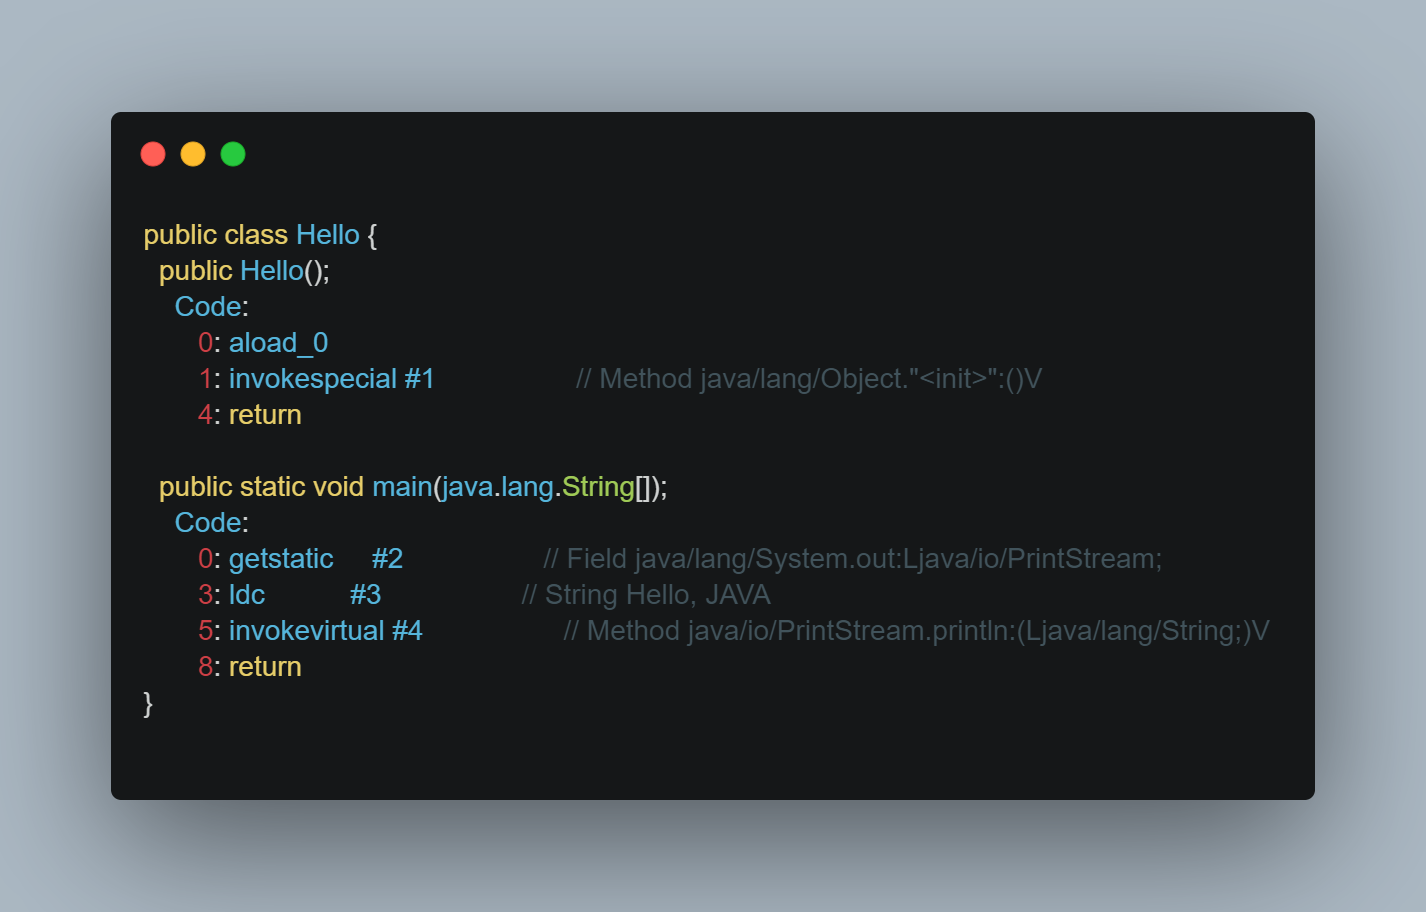 public class Hello {
  public Hello();
    Code:
       0: aload_0
       1: invokespecial #1                  // Method java/lang/Object."<init>":()V
       4: return

  public static void main(java.lang.String[]);
    Code:
       0: getstatic     #2                  // Field java/lang/System.out:Ljava/io/PrintStream;
       3: ldc           #3                  // String Hello, JAVA
       5: invokevirtual #4                  // Method java/io/PrintStream.println:(Ljava/lang/String;)V
       8: return
}